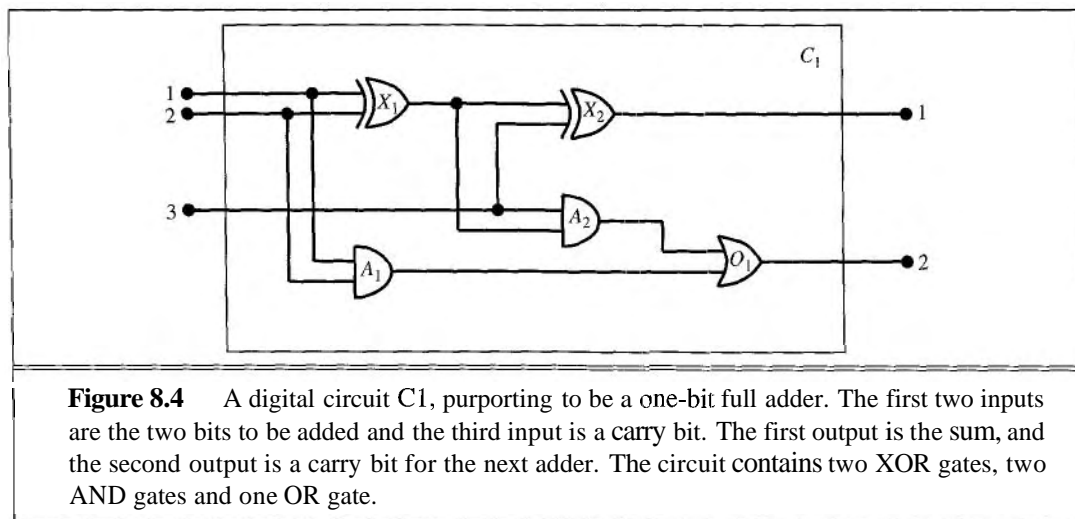 C1
1
X1
X2
1
2
3
A2
A1
O1
2
Figure 8.4 A digital circuit C1, purporting to be a one-bit full adder. The first two inputs
are the two bits to be added and the third input is a carry bit. The first output is the sum, and
the second output is a carry bit for the next adder. The circuit contains two XOR gates, two
AND gates and one OR gate.